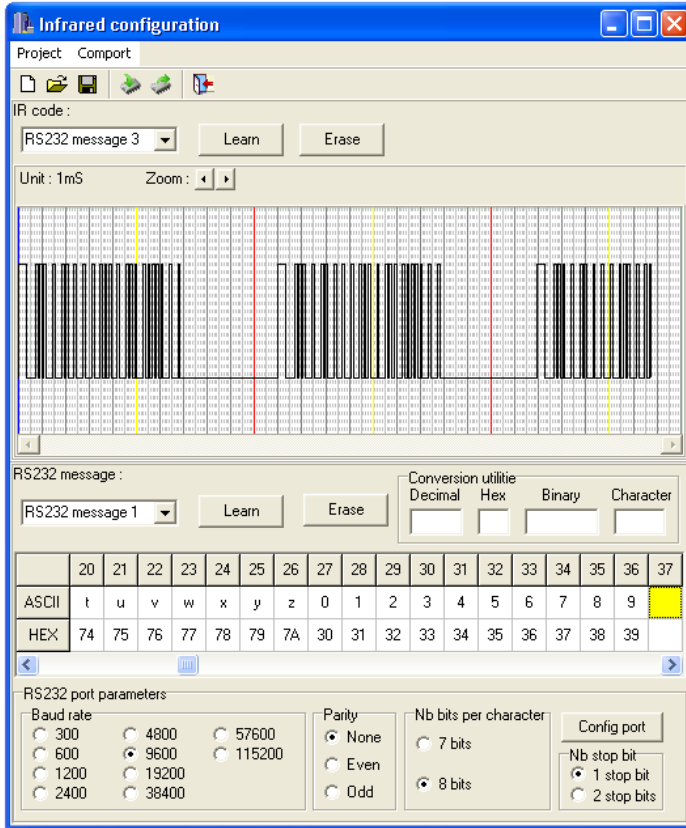 Infrared configuration
Project Comport
IR code :
RS232 message 3 Learn Erase
Unit : 1mS Zoom :
RS232 message :
Conversion utilitie
Decimal Hex Binary Character
RS232 message 1 Learn Erase
20 21 22 23 24 25 26 27 28 29 30 31 32 33 34 35 36 37
ASCII t u v w x y z 0 1 2 3 4 5 6 7 8 9
HEX 74 75 76 77 78 79 7A 30 31 32 33 34 35 36 37 38 39
RS232 port parameters
Baud rate Parity Nb bits per character
300 4800 57600 None 7 bits Config port
600 9600 115200 Even 8 bits Nb stop bit
1200 19200 Odd 1 stop bit
2400 38400 2 stop bits